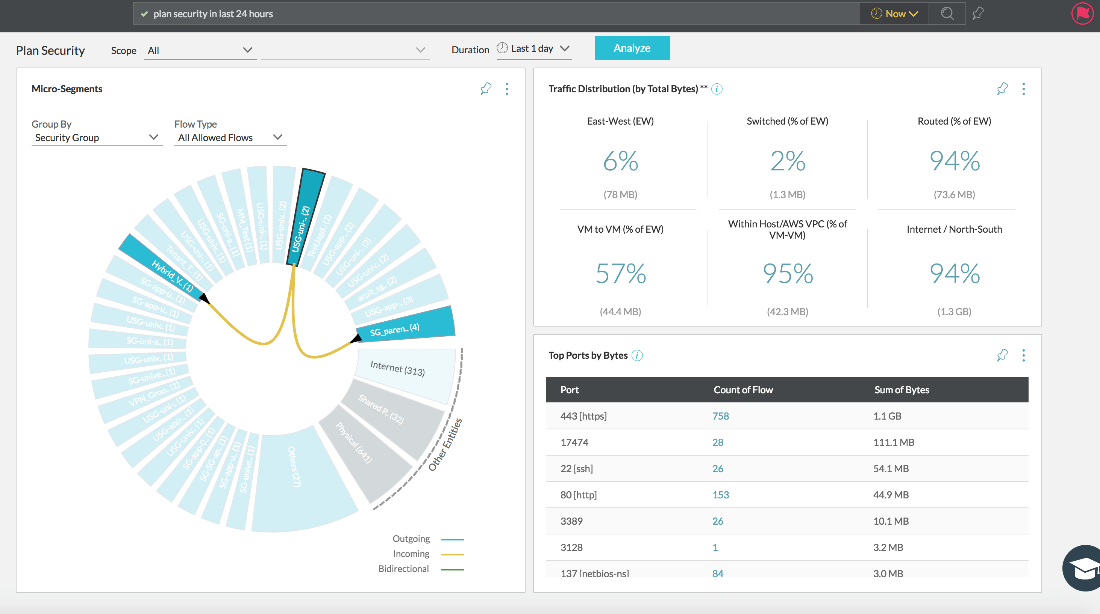 plan security in last 24 hours
Now
Plan Security
Scope
All
Duration
Last 1 day
Analyze
Micro-Segments
Group By
Security Group
Flow Type
All Allowed Flows
USG-uni-.. (2)
Hybrid_V.. (1)
SG_paren.. (4)
Internet (313)
Shared P.. (32)
Physical (641)
Others (27)
Other Entities
Outgoing
Incoming
Bidirectional
Traffic Distribution (by Total Bytes) **
East-West (EW)
Switched (% of EW)
Routed (% of EW)
6%
2%
94%
(78 MB)
(1.3 MB)
(73.6 MB)
VM to VM (% of EW)
Within Host/AWS VPC (% of
VM-VM)
Internet / North-South
57%
95%
94%
(44.4 MB)
(42.3 MB)
(1.3 GB)
Top Ports by Bytes
Port Count of Flow Sum of Bytes
443 [https] 758 1.1 GB
17474 28 111.1 MB
22 [ssh] 26 54.1 MB
80 [http] 153 44.9 MB
3389 26 10.1 MB
3128 1 3.2 MB
137 [netbios-ns] 84 3.0 MB